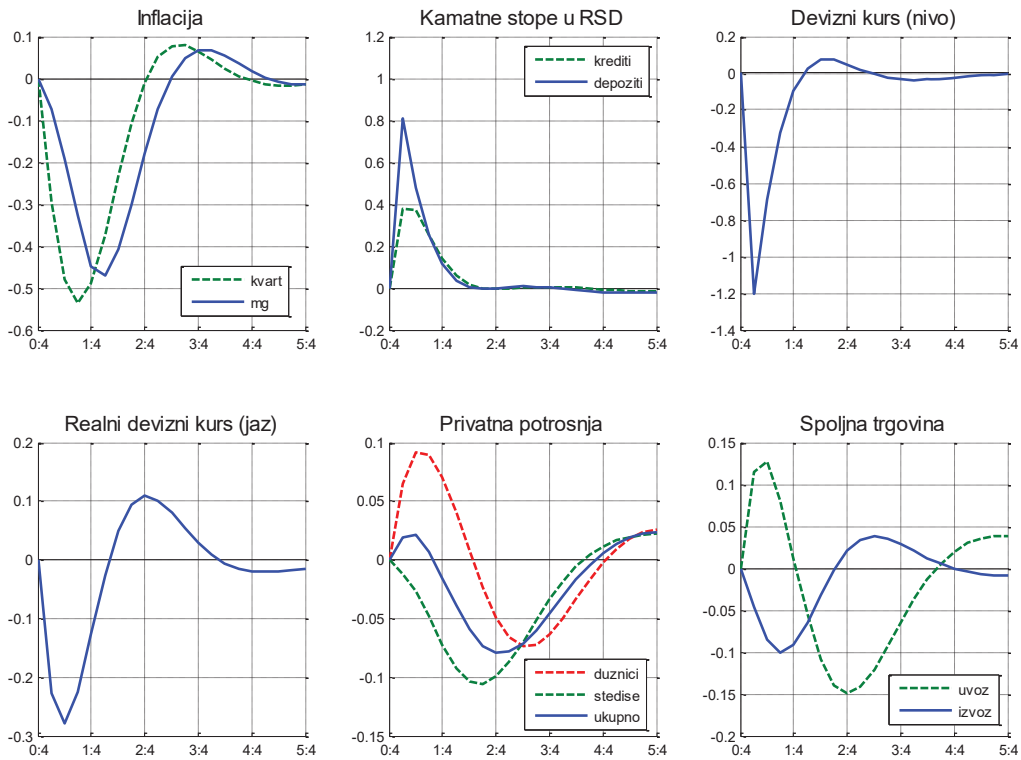 Inflacija
0.1
0
-0.1
-0.2
-0.3
-0.4
-0.5
-0.6
0:4 1:4 2:4 3:4 4:4 5:4
kvart
mg
Kamatne stope u RSD
1.2
1
0.8
0.6
0.4
0.2
0
-0.2
0:4 1:4 2:4 3:4 4:4 5:4
krediti
depoziti
Devizni kurs (nivo)
0.2
0
-0.2
-0.4
-0.6
-0.8
-1
-1.2
-1.4
0:4 1:4 2:4 3:4 4:4 5:4
Realni devizni kurs (jaz)
0.2
0.1
0
-0.1
-0.2
-0.3
0:4 1:4 2:4 3:4 4:4 5:4
Privatna potrosnja
0.1
0.05
0
-0.05
-0.1
-0.15
0:4 1:4 2:4 3:4 4:4 5:4
duznici
stedise
ukupno
Spoljna trgovina
0.15
0.1
0.05
0
-0.05
-0.1
-0.15
-0.2
0:4 1:4 2:4 3:4 4:4 5:4
uvoz
izvoz